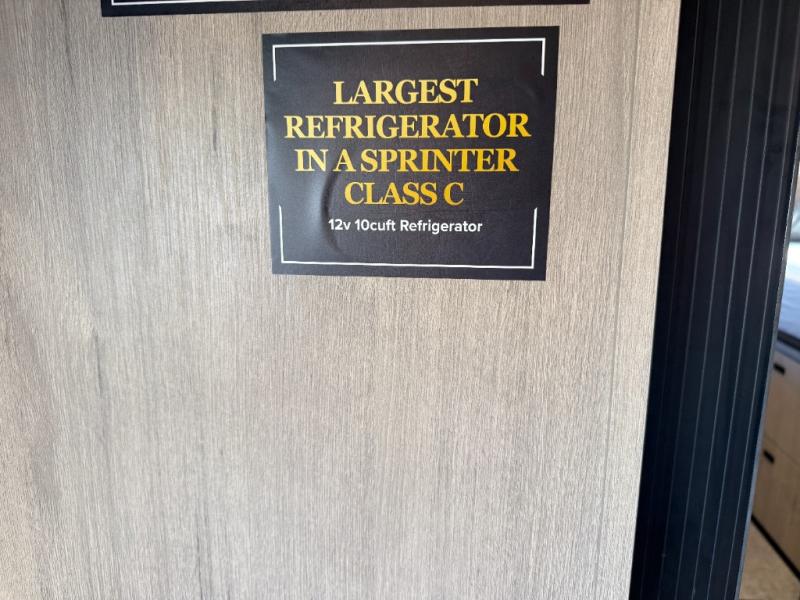 LARGEST
REFRIGERATOR
IN A SPRINTER
CLASS C
12v 10cuft Refrigerator